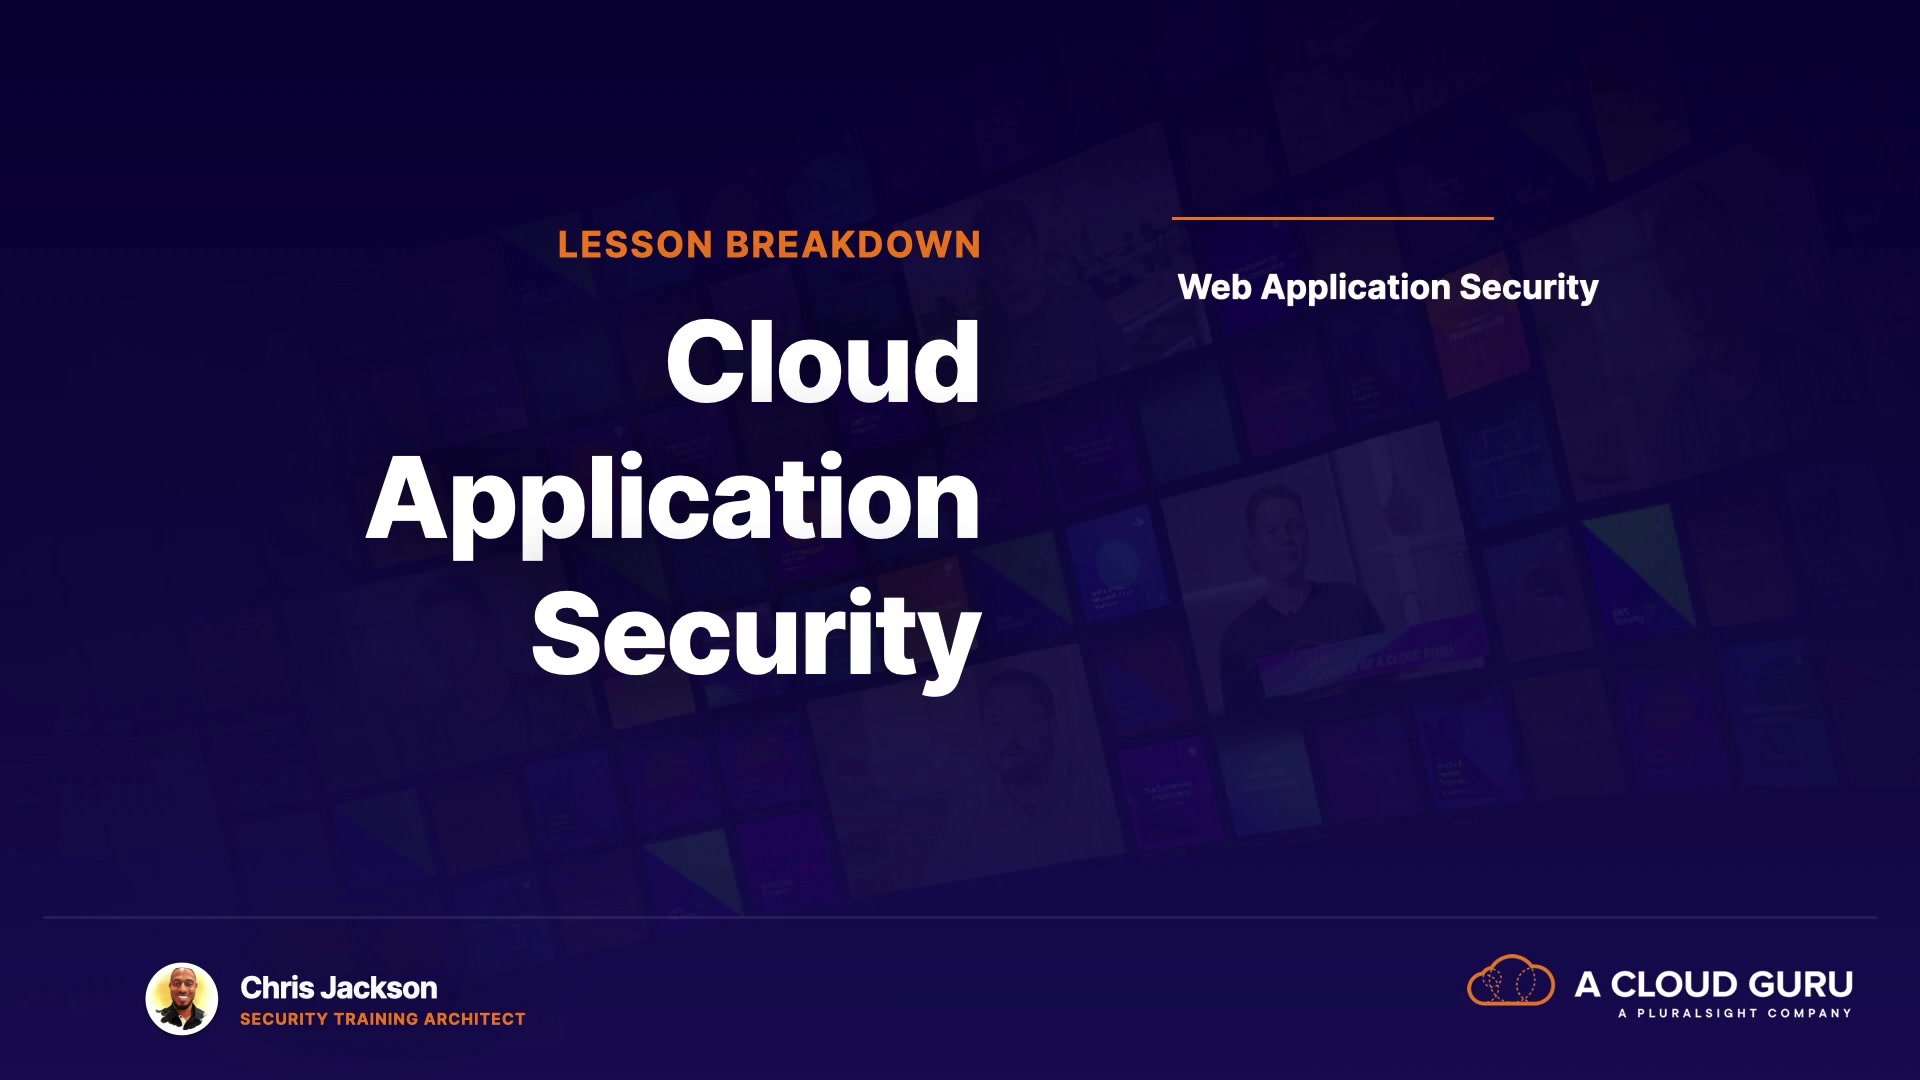 LESSON BREAKDOWN
Cloud
Application
Security
Web Application Security
Chris Jackson
SECURITY TRAINING ARCHITECT
A CLOUD GURU
A PLURALSIGHT COMPANY